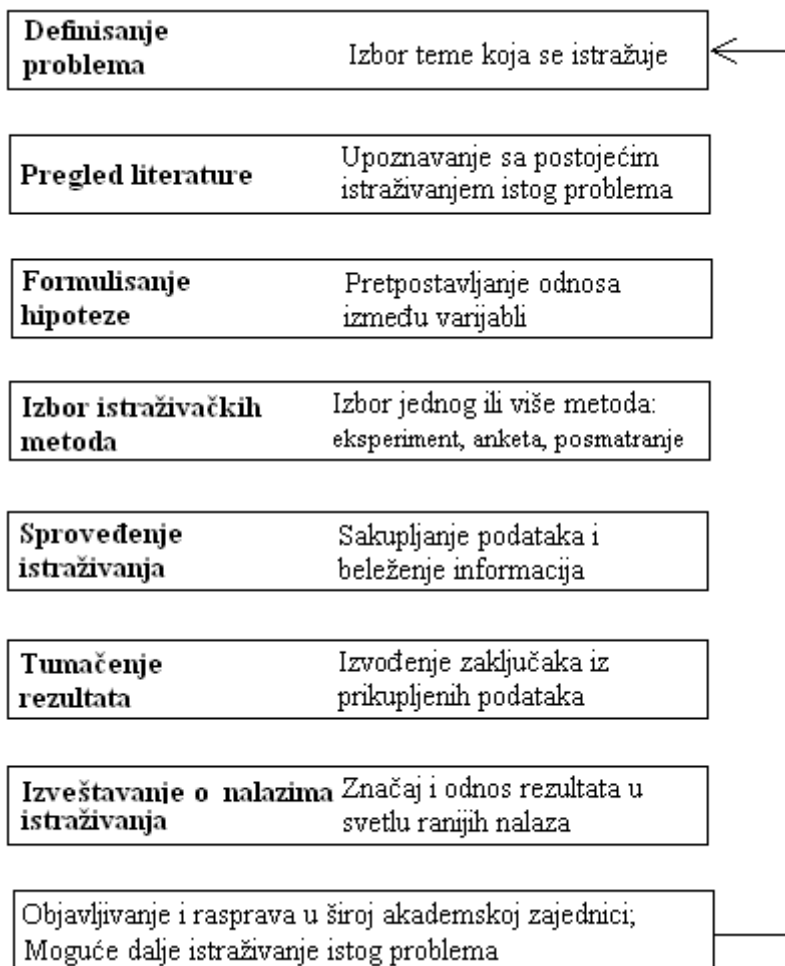 Definisanje
problema
Izbor teme koja se istražuje
Pregled literature
Upoznavanje sa postojećim
istraživanjem istog problema
Formulisanje
hipoteze
Pretpostavljanje odnosa
između varijabli
Izbor istraživačkih
metoda
Izbor jednog ili više metoda:
eksperiment, anketa, posmatranje
Sprovođenje
istraživanja
Sakupljanje podataka i
beleženje informacija
Tumačenje
rezultata
Izvođenje zaključaka iz
prikupljenih podataka
Izveštavanje o nalazima
istraživanja
Značaj i odnos rezultata u
svetlu ranijih nalaza
Objavljivanje i rasprava u široj akademskoj zajednici;
Moguće dalje istraživanje istog problema